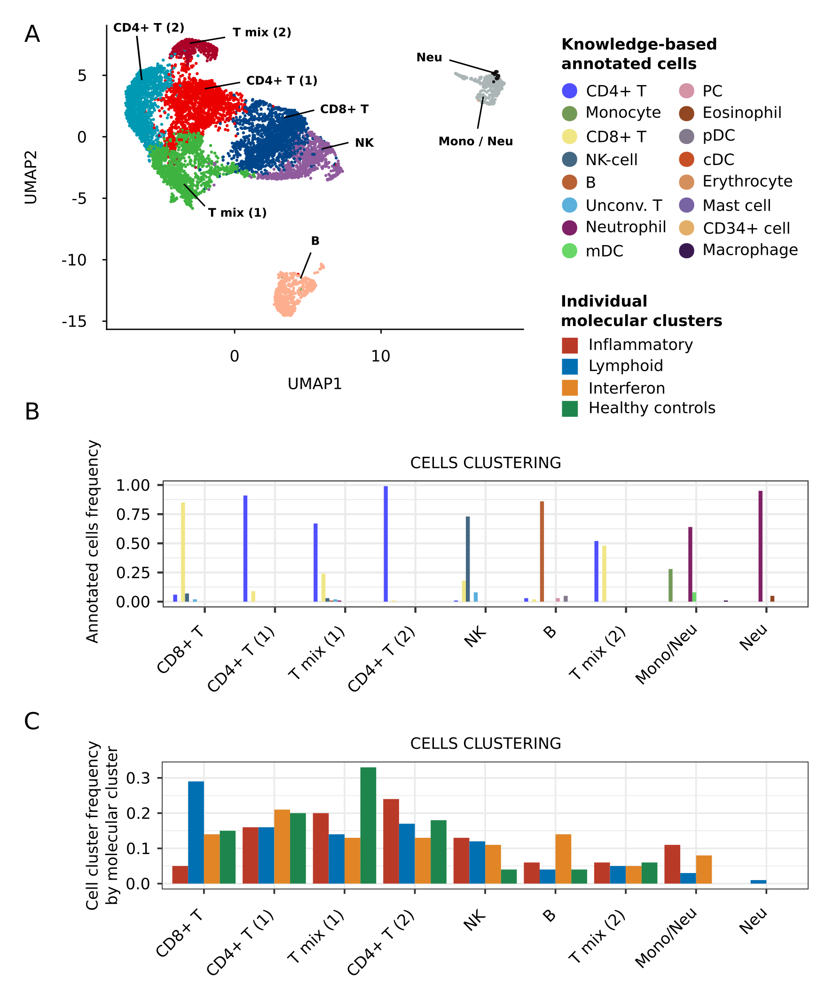 A
CD4+ T (2)
T mix (2)
CD4+ T (1)
CD8+ T
NK
T mix (1)
B
Neu
Mono / Neu
5
0
-5
-10
-15
UMAP2
0
10
UMAP1
Knowledge-based
annotated cells
CD4+ T
Monocyte
CD8+ T
NK-cell
B
Unconv. T
Neutrophil
mDC
PC
Eosinophil
pDC
cDC
Erythrocyte
Mast cell
CD34+ cell
Macrophage
Individual
molecular clusters
Inflammatory
Lymphoid
Interferon
Healthy controls
B
CELLS CLUSTERING
Annotated cells frequency
1.00
0.75
0.50
0.25
0.00
CD8+ T
CD4+ T (1)
T mix (1)
CD4+ T (2)
NK
B
T mix (2)
Mono/Neu
Neu
C
CELLS CLUSTERING
Cell cluster frequency
by molecular cluster
0.3
0.2
0.1
0.0
CD8+ T
CD4+ T (1)
T mix (1)
CD4+ T (2)
NK
B
T mix (2)
Mono/Neu
Neu